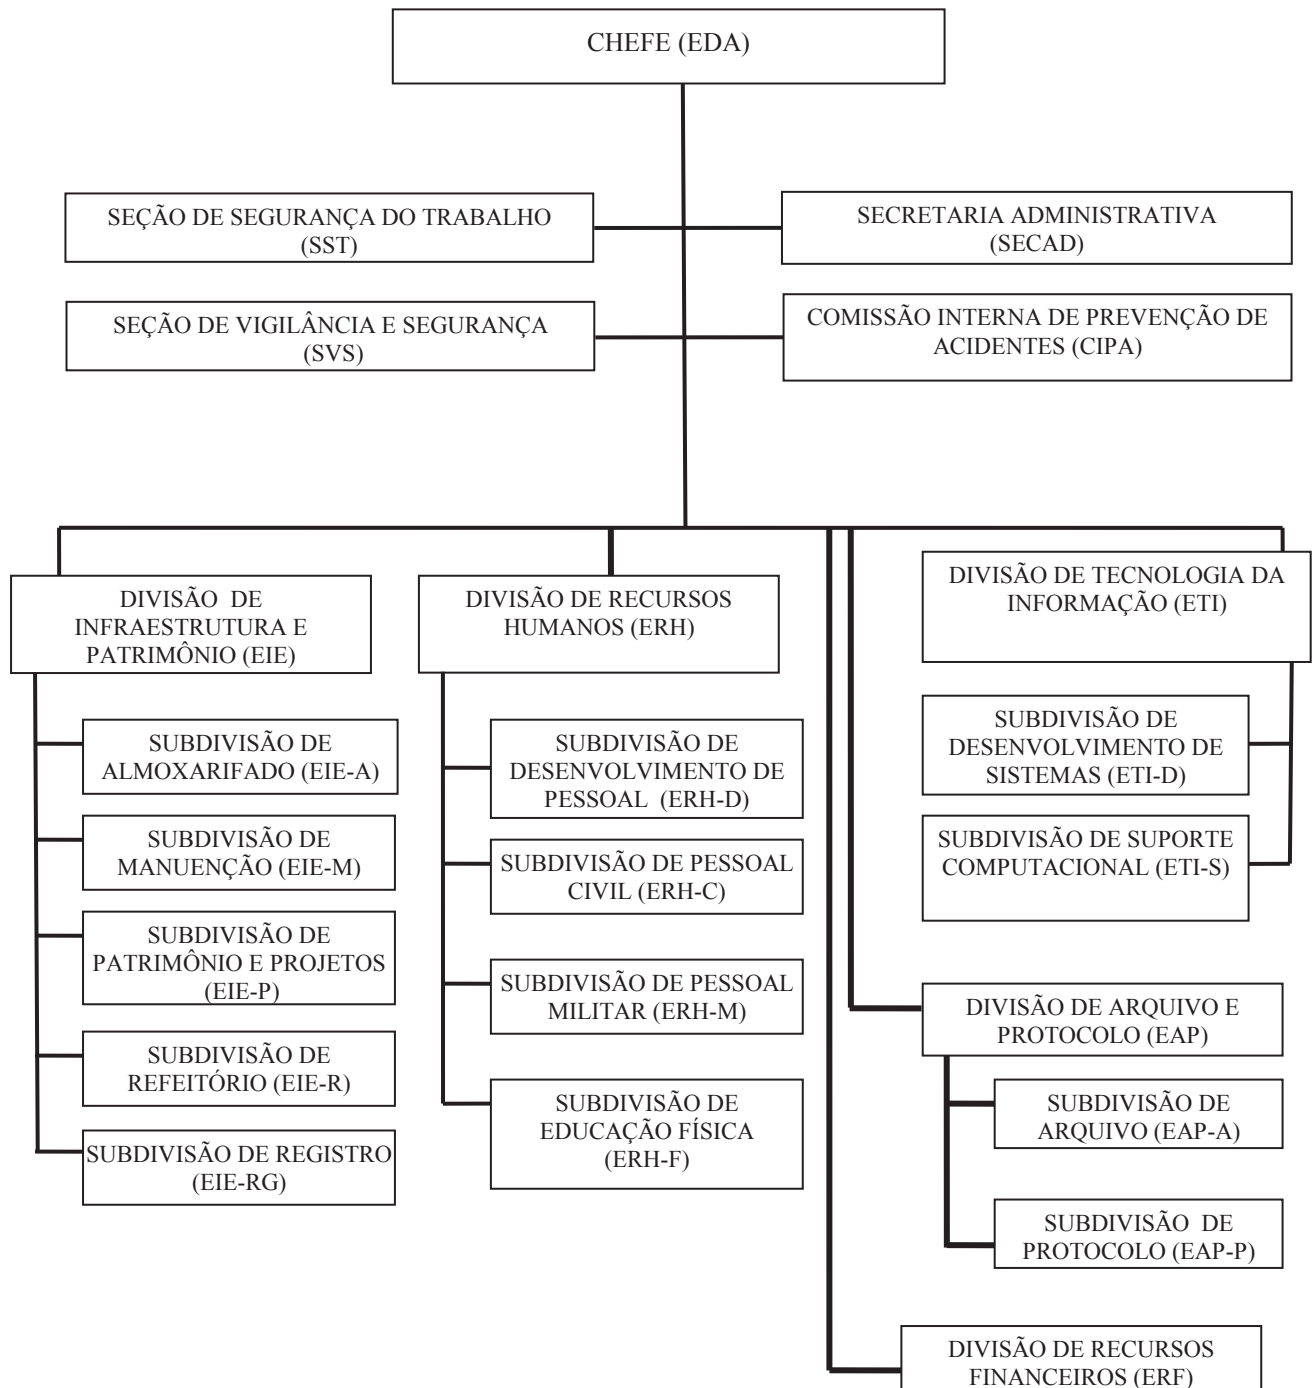 CHEFE (EDA)
SEÇÃO DE SEGURANÇA DO TRABALHO
(SST)
SECRETARIA ADMINISTRATIVA
(SECAD)
SEÇÃO DE VIGILÂNCIA E SEGURANÇA
(SVS)
COMISSÃO INTERNA DE PREVENÇÃO DE
ACIDENTES (CIPA)
DIVISÃO DE
INFRAESTRUTURA E
PATRIMÔNIO (EIE)
SUBDIVISÃO DE
ALMOXARIFADO (EIE-A)
SUBDIVISÃO DE
MANUENÇÃO (EIE-M)
SUBDIVISÃO DE
PATRIMÔNIO E PROJETOS
(EIE-P)
SUBDIVISÃO DE
REFEITÓRIO (EIE-R)
SUBDIVISÃO DE REGISTRO
(EIE-RG)
DIVISÃO DE RECURSOS
HUMANOS (ERH)
SUBDIVISÃO DE
DESENVOLVIMENTO DE
PESSOAL (ERH-D)
SUBDIVISÃO DE PESSOAL
CIVIL (ERH-C)
SUBDIVISÃO DE PESSOAL
MILITAR (ERH-M)
SUBDIVISÃO DE
EDUCAÇÃO FÍSICA
(ERH-F)
DIVISÃO DE TECNOLOGIA DA
INFORMAÇÃO (ETI)
SUBDIVISÃO DE
DESENVOLVIMENTO DE
SISTEMAS (ETI-D)
SUBDIVISÃO DE SUPORTE
COMPUTACIONAL (ETI-S)
DIVISÃO DE ARQUIVO E
PROTOCOLO (EAP)
SUBDIVISÃO DE
ARQUIVO (EAP-A)
SUBDIVISÃO DE
PROTOCOLO (EAP-P)
DIVISÃO DE RECURSOS
FINANCEIROS (ERF)